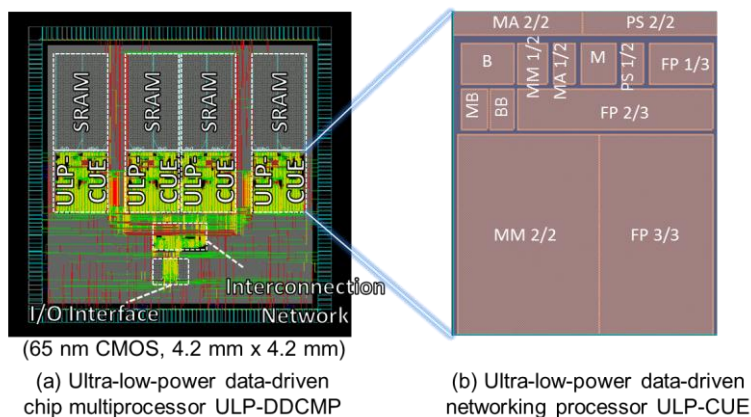 SRAM
SRAM
SRAM
SRAM
ULP-
CUE
ULP-
CUE
ULP-
CUE
ULP-
CUE
Interconnection
Network
I/O Interface
(65 nm CMOS, 4.2 mm x 4.2 mm)
(a) Ultra-low-power data-driven
chip multiprocessor ULP-DDCMP
MA 2/2
PS 2/2
B
MM 1/2
MA 1/2
M
PS 1/2
FP 1/3
MB
BB
FP 2/3
MM 2/2
FP 3/3
(b) Ultra-low-power data-driven
networking processor ULP-CUE